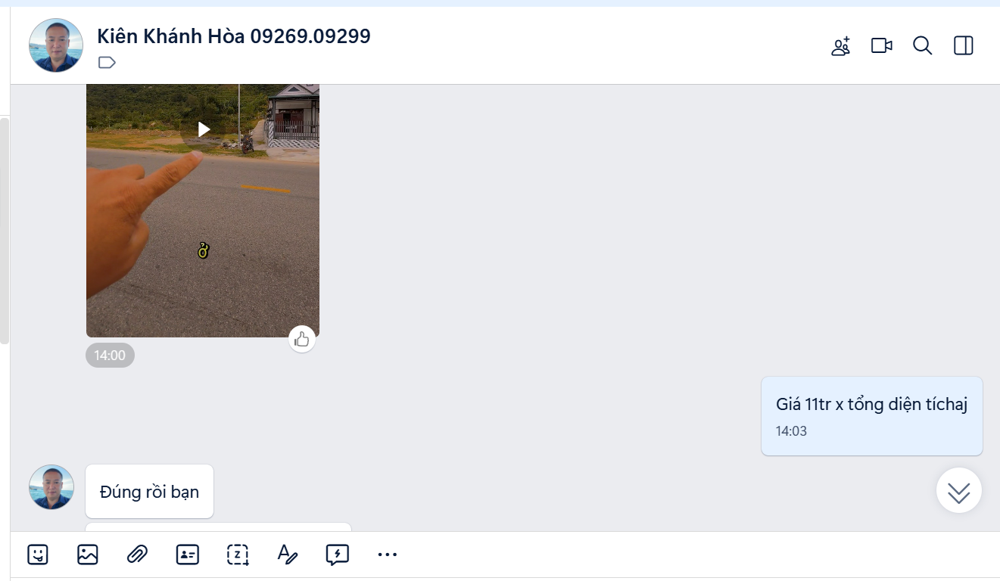 Kiên Khánh Hòa 09269.09299
ở
14:00
Giá 11tr x tổng diện tíchaj
14:03
Đúng rồi bạn